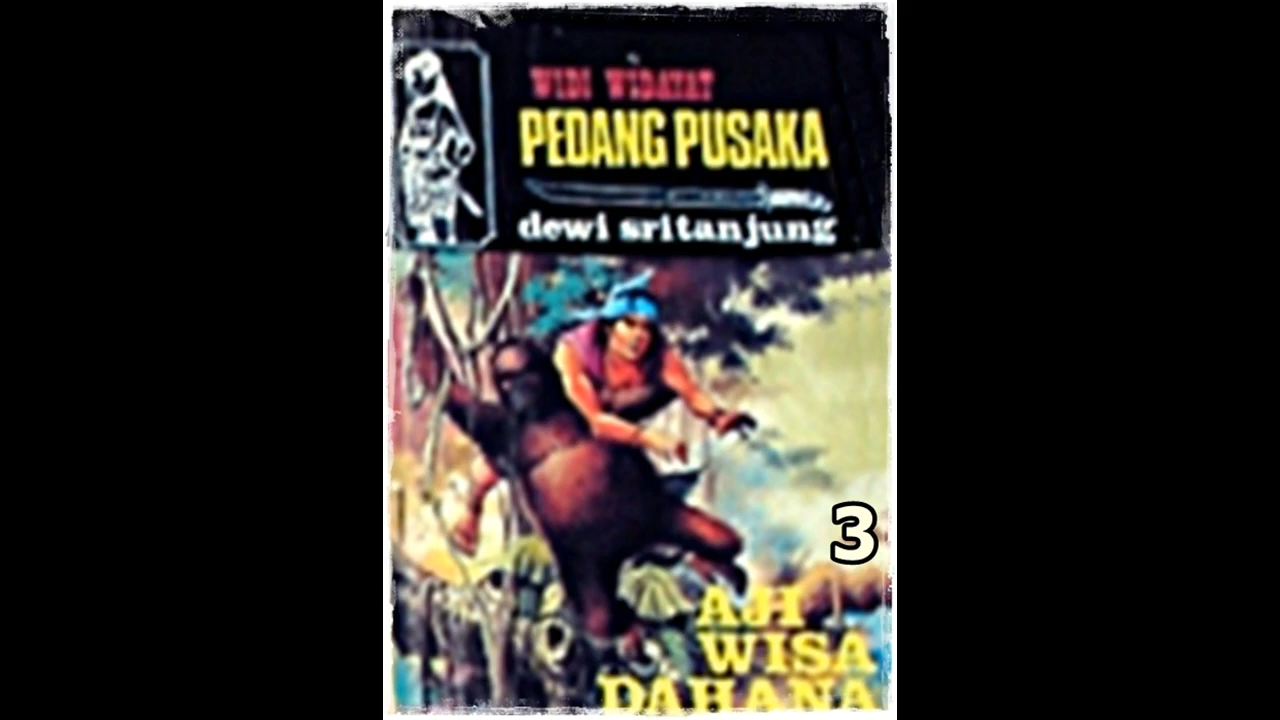 WIDI WIDAYAT
PEDANG PUSAKA
dewi sritanjung
3
AJI
WISA
DAHANA